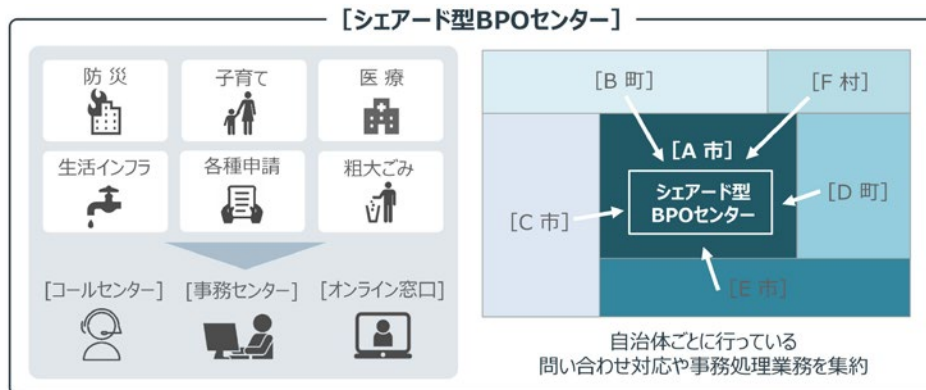 [シェアード型BPOセンター]
防 災
子育て
医 療
生活インフラ
各種申請
粗大ごみ
[コールセンター]
[事務センター]
[オンライン窓口]
[B 町]
[F 村]
[A 市]
シェアード型
BPOセンター
[C 市]
[D 町]
[E 市]
自治体ごとに行っている
問い合わせ対応や事務処理業務を集約